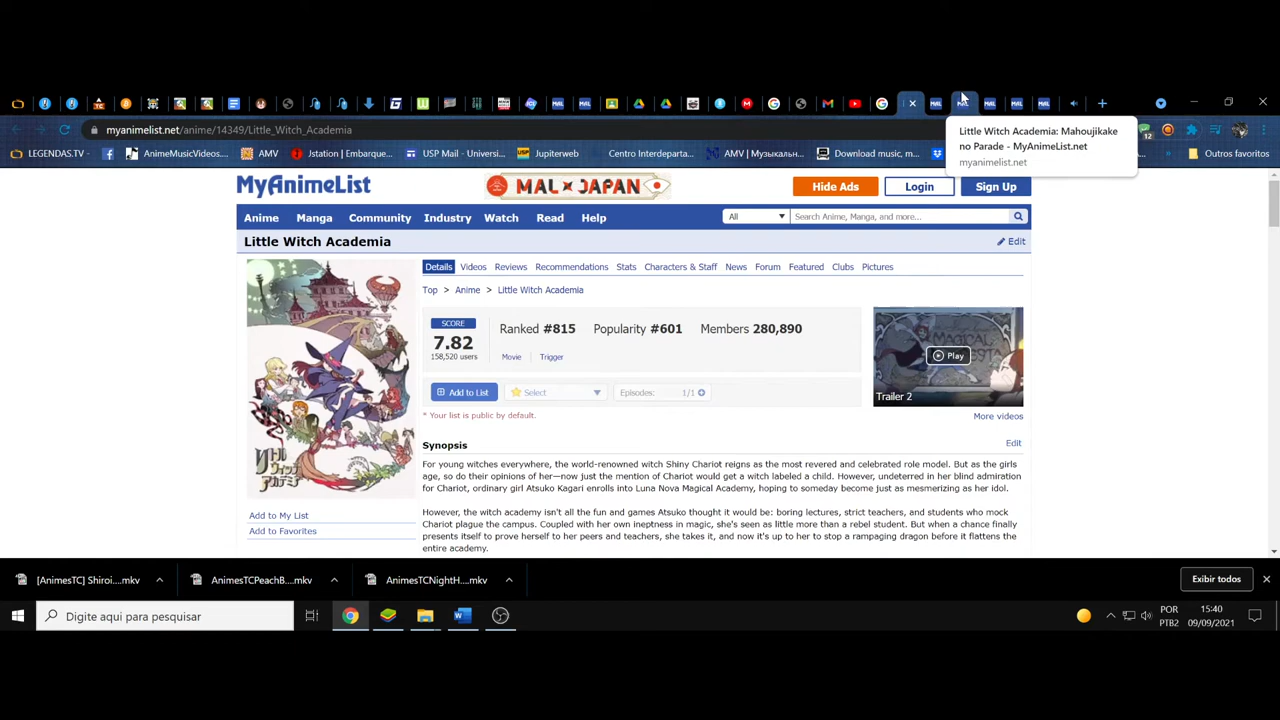 myanimelist.net/anime/14349/Little_Witch_Academia
Little Witch Academia: Mahoujikake
no Parade - MyAnimeList.net
myanimelist.net
12
LEGENDAS.TV -
AnimeMusicVideos....
AMV
Jstation | Embarc...
USP Mail - Universi...
Jupiterweb
Centro Interdeparta...
AMV | Музыкальн...
Download music, m...
Outros favoritos
MyAnimeList
MAL x JAPAN
Hide Ads
Login
Sign Up
Anime
Manga
Community
Industry
Watch
Read
Help
All
Search Anime, Manga, and more...
Little Witch Academia
Edit
Details
Videos
Reviews
Recommendations
Stats
Characters & Staff
News
Forum
Featured
Clubs
Pictures
Top > Anime > Little Witch Academia
SCORE
7.82
158,520 users
Ranked #815
Popularity #601
Members 280,890
Movie
Trigger
Play
Trailer 2
Add to List
Select
Episodes:
1/1
* Your list is public by default.
More videos
Synopsis
Edit
For young witches everywhere, the world-renowned witch Shiny Chariot reigns as the most revered and celebrated role model. But as the girls
age, so do their opinions of her—now just the mention of Chariot would get a witch labeled a child. However, undeterred in her blind admiration
for Chariot, ordinary girl Atsuko Kagari enrolls into Luna Nova Magical Academy, hoping to someday become just as mesmerizing as her idol.
However, the witch academy isn't all the fun and games Atsuko thought it would be: boring lectures, strict teachers, and students who mock
Chariot plague the campus. Coupled with her own ineptness in magic, she's seen as little more than a rebel student. But when a chance finally
presents itself to prove herself to her peers and teachers, she takes it, and now it's up to her to stop a rampaging dragon before it flattens the
entire academy.
リトル
ウィッチ
アカデミア
Add to My List
Add to Favorites
[AnimesTC] Shiroi....mkv
AnimesTCPeachB....mkv
AnimesTCNightH....mkv
Exibir todos
Digite aqui para pesquisar
POR
PTB2
15:40
09/09/2021